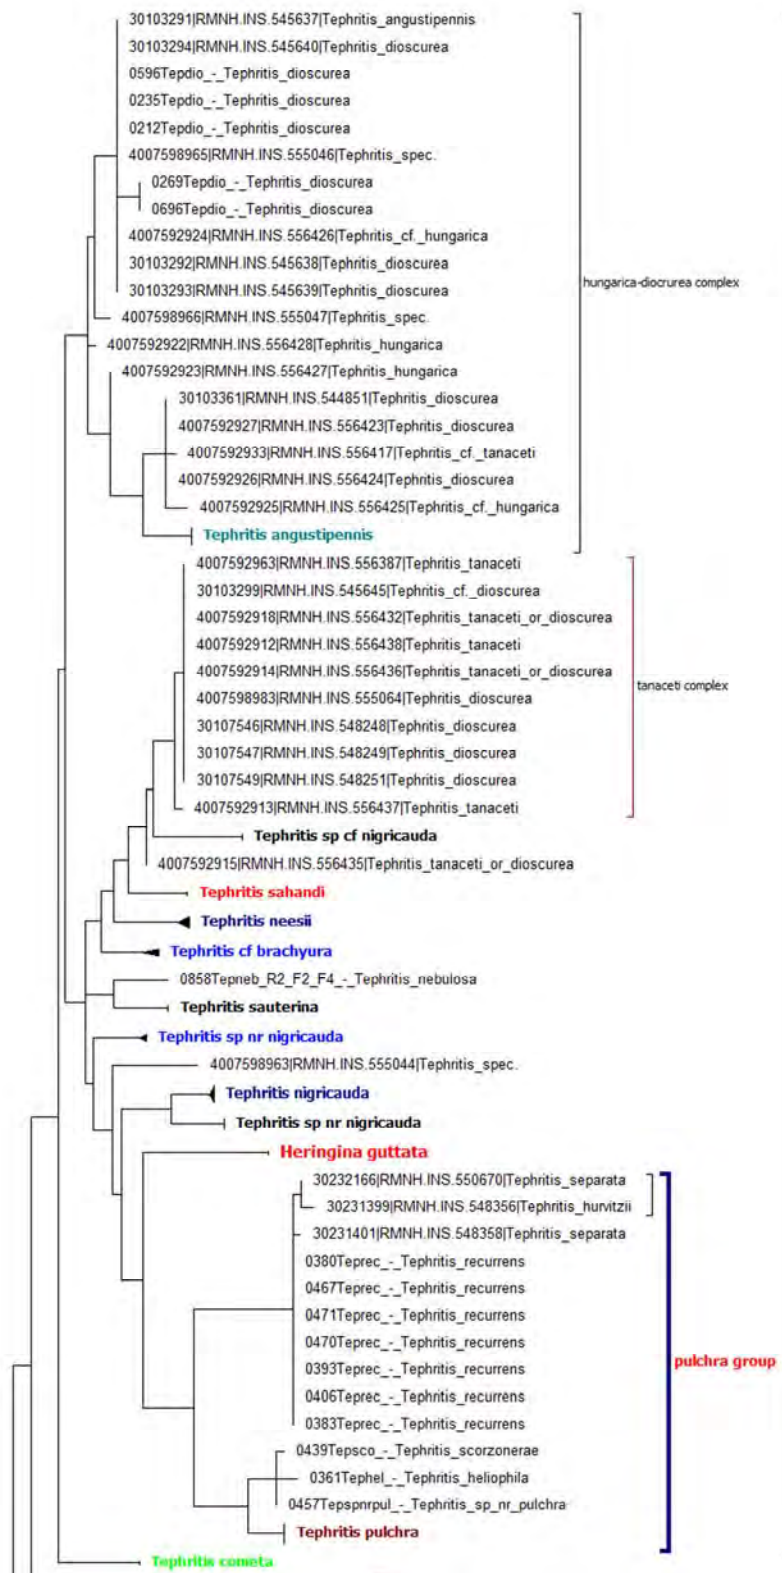 30103291|RMNH.INS.545637|Tephritis_angustipennis
30103294|RMNH.INS.545640|Tephritis_dioscurea
0596Tepdio_-_Tephritis_dioscurea
0235Tepdio_-_Tephritis_dioscurea
0212Tepdio_-_Tephritis_dioscurea
4007598965|RMNH.INS.555046|Tephritis_spec.
0269Tepdio_-_Tephritis_dioscurea
0696Tepdio_-_Tephritis_dioscurea
4007592924|RMNH.INS.556426|Tephritis_cf._hungarica
30103292|RMNH.INS.545638|Tephritis_dioscurea
hungarica-diocrurea complex
30103293|RMNH.INS.545639|Tephritis_dioscurea
4007598966|RMNH.INS.555047|Tephritis_spec.
4007592922|RMNH.INS.556428|Tephritis_hungarica
4007592923|RMNH.INS.556427|Tephritis_hungarica
30103361|RMNH.INS.544851|Tephritis_dioscurea
4007592927|RMNH.INS.556423|Tephritis_dioscurea
4007592933|RMNH.INS.556417|Tephritis_cf._tanaceti
4007592926|RMNH.INS.556424|Tephritis_dioscurea
4007592925|RMNH.INS.556425|Tephritis_cf._hungarica
Tephritis angustipennis
4007592963|RMNH.INS.556387|Tephritis_tanaceti
30103299|RMNH.INS.545645|Tephritis_cf._dioscurea
4007592918|RMNH.INS.556432|Tephritis_tanaceti_or_dioscurea
4007592912|RMNH.INS.556438|Tephritis_tanaceti
4007592914|RMNH.INS.556436|Tephritis_tanaceti_or_dioscurea
tanaceti complex
4007598983|RMNH.INS.555064|Tephritis_dioscurea
30107546|RMNH.INS.548248|Tephritis_dioscurea
30107547|RMNH.INS.548249|Tephritis_dioscurea
30107549|RMNH.INS.548251|Tephritis_dioscurea
4007592913|RMNH.INS.556437|Tephritis_tanaceti
Tephritis sp cf nigricauda
4007592915|RMNH.INS.556435|Tephritis_tanaceti_or_dioscurea
Tephritis sahandi
Tephritis neesii
Tephritis cf brachyura
0858Tepneb_R2_F2_F4_-_Tephritis_nebulosa
Tephritis sauterina
Tephritis sp nr nigricauda
4007598963|RMNH.INS.555044|Tephritis_spec.
Tephritis nigricauda
Tephritis sp nr nigricauda
Heringina guttata
30232166|RMNH.INS.550670|Tephritis_separata
30231399|RMNH.INS.548356|Tephritis_hurvitzii
30231401|RMNH.INS.548358|Tephritis_separata
0380Teprec_-_Tephritis_recurrens
0467Teprec_-_Tephritis_recurrens
0471Teprec_-_Tephritis_recurrens
0470Teprec_-_Tephritis_recurrens
pulchra group
0393Teprec_-_Tephritis_recurrens
0406Teprec_-_Tephritis_recurrens
0383Teprec_-_Tephritis_recurrens
0439Tepsco_-_Tephritis_scorzonerae
0361Tephel_-_Tephritis_heliophila
0457Tepspnrpul_-_Tephritis_sp_nr_pulchra
Tephritis pulchra
Tephritis cometa